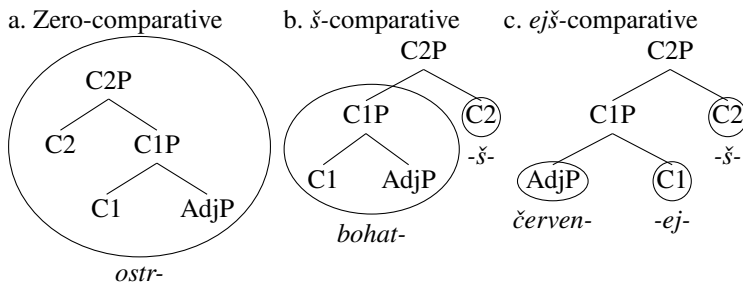 a. Zero-comparative b. š-comparative c. ejš-comparative
C2P C2P C2P
C2 C1P C1P C2 C1P C2
-š- -š-
C1 AdjP C1 AdjP AdjP C1
ostr- bohat- červen- -ej-